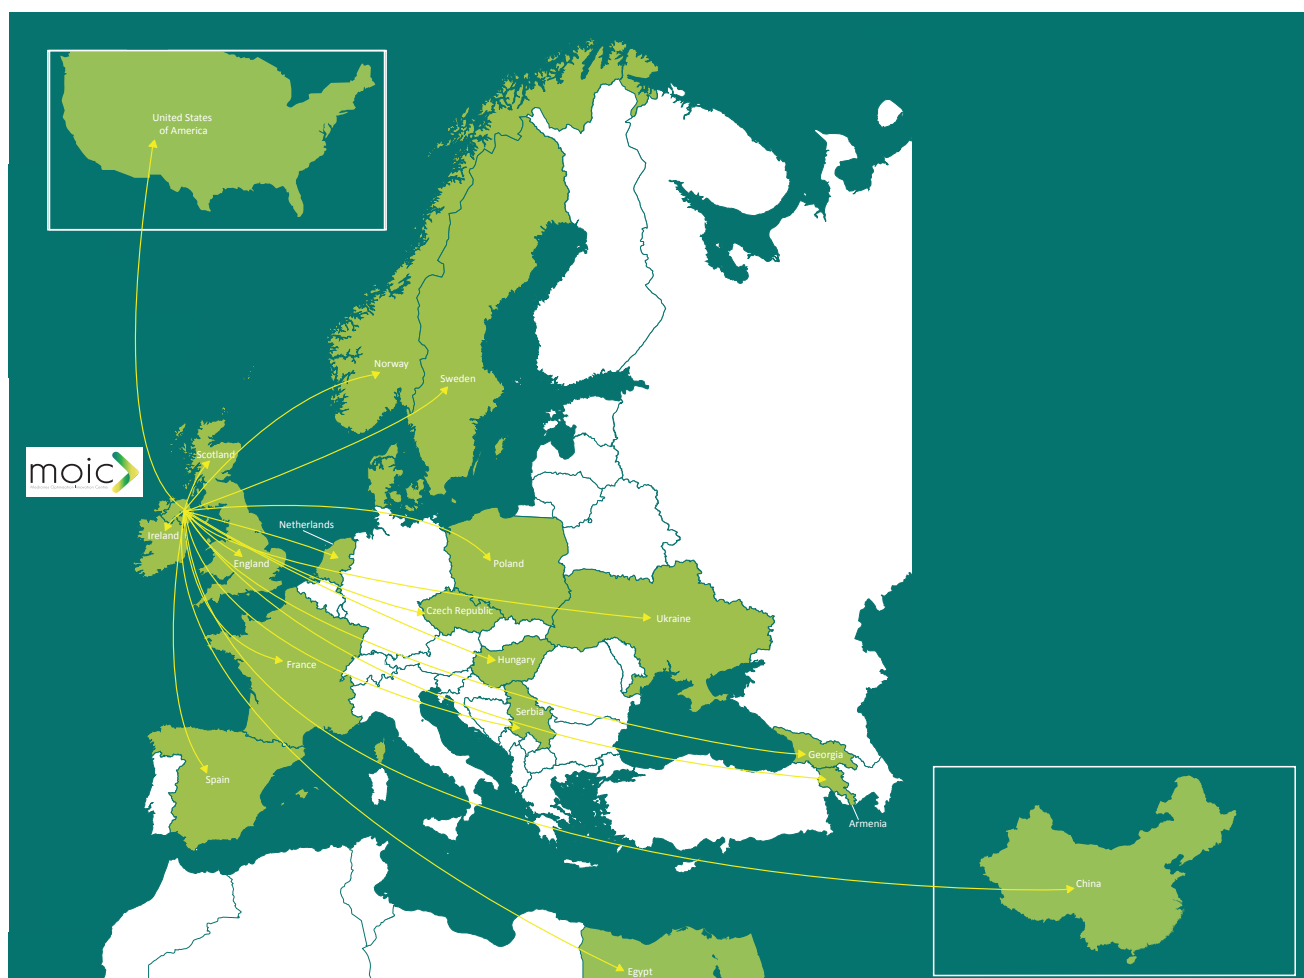 United States
of America
Norway
Sweden
Scotland
moic
Netherlands
Ireland
England
Poland
Czech Republic
Ukraine
France
Hungary
Serbia
Georgia
Spain
Armenia
China
Egypt